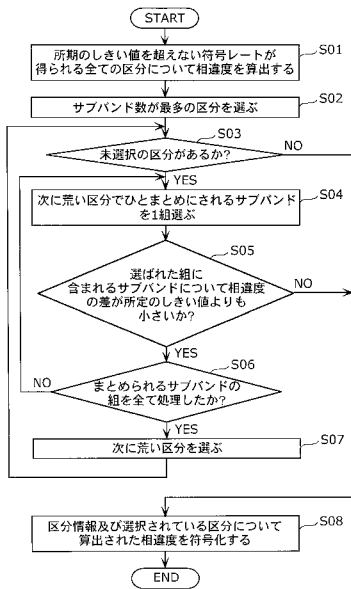 START
所期のしきい値を超えない符号レートが
得られる全ての区分について相違度を算出する
S01
サブバンド数が最多の区分を選ぶ
S02
未選択の区分があるか?
S03
NO
YES
次に荒い区分でひとまとめにされるサブバンド
を1組選ぶ
S04
選ばれた組に
含まれるサブバンドについて相違度
の差が所定のしきい値よりも
小さいか?
S05
NO
YES
まとめられるサブバンドの
組を全て処理したか?
S06
NO
YES
次に荒い区分を選ぶ
S07
区分情報及び選択されている区分について
算出された相違度を符号化する
S08
END